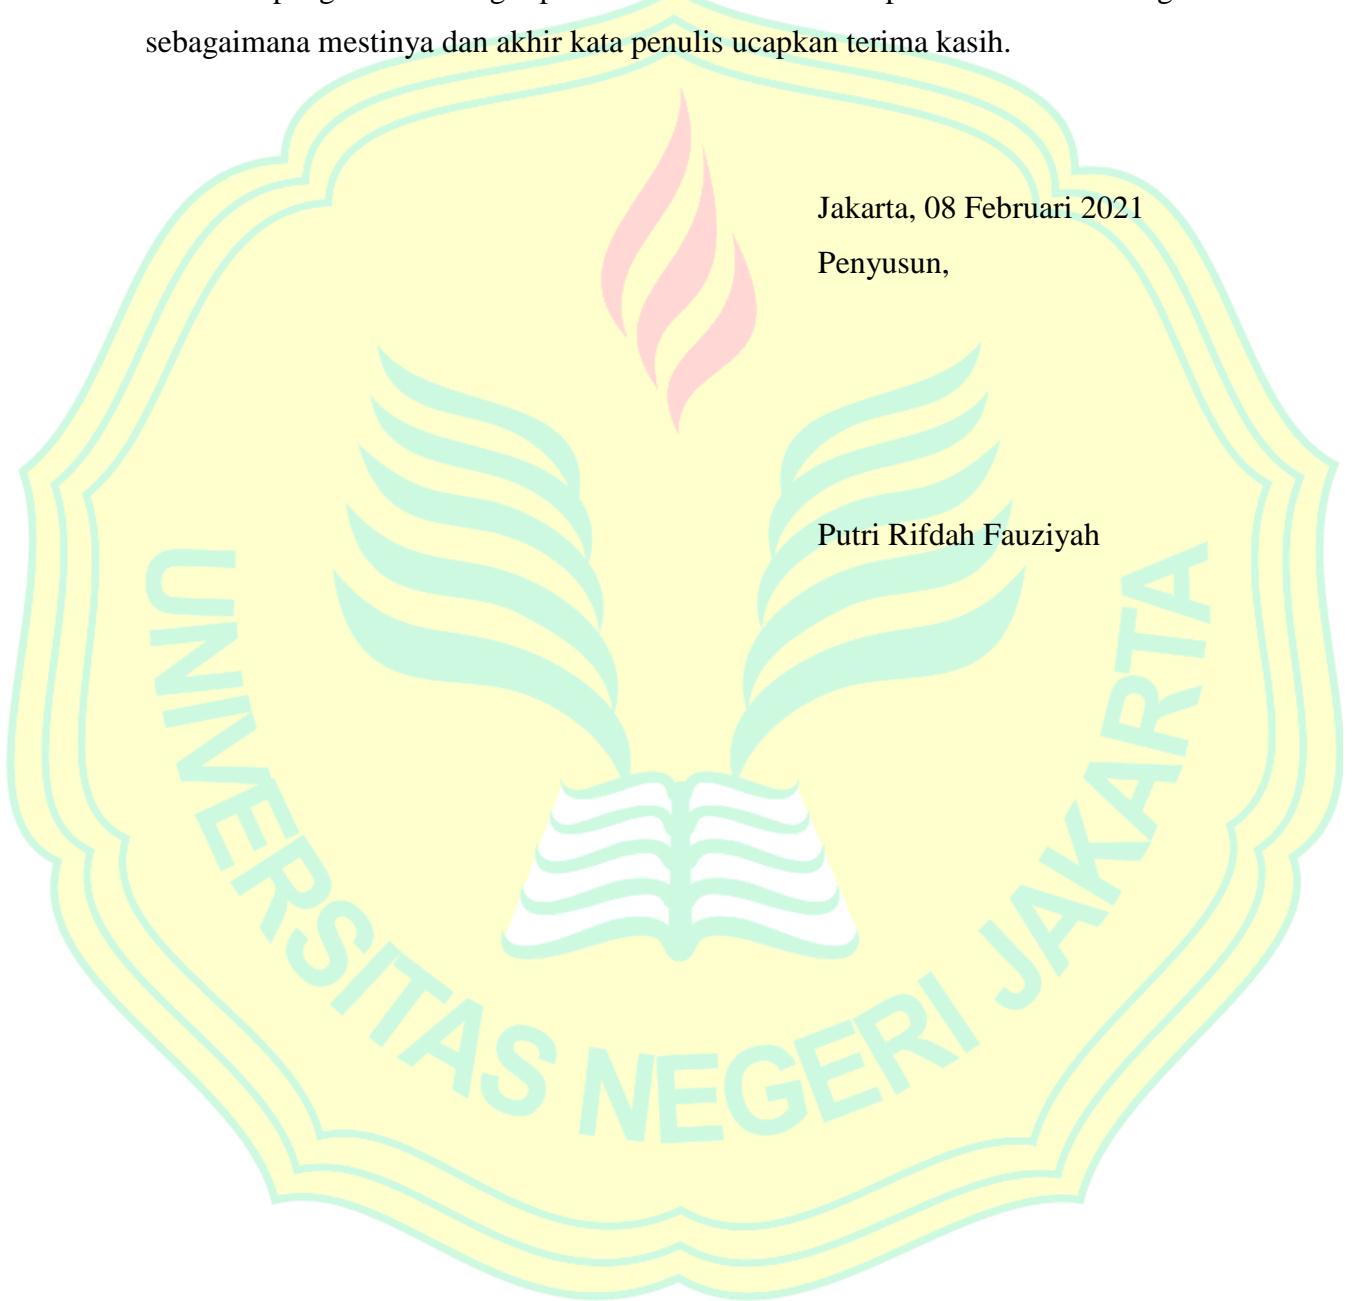 sebagaimana mestinya dan akhir kata penulis ucapkan terima kasih.
Jakarta, 08 Februari 2021
Penyusun,
Putri Rifdah Fauziyah
UNIVERSITAS NEGERI JAKARTA